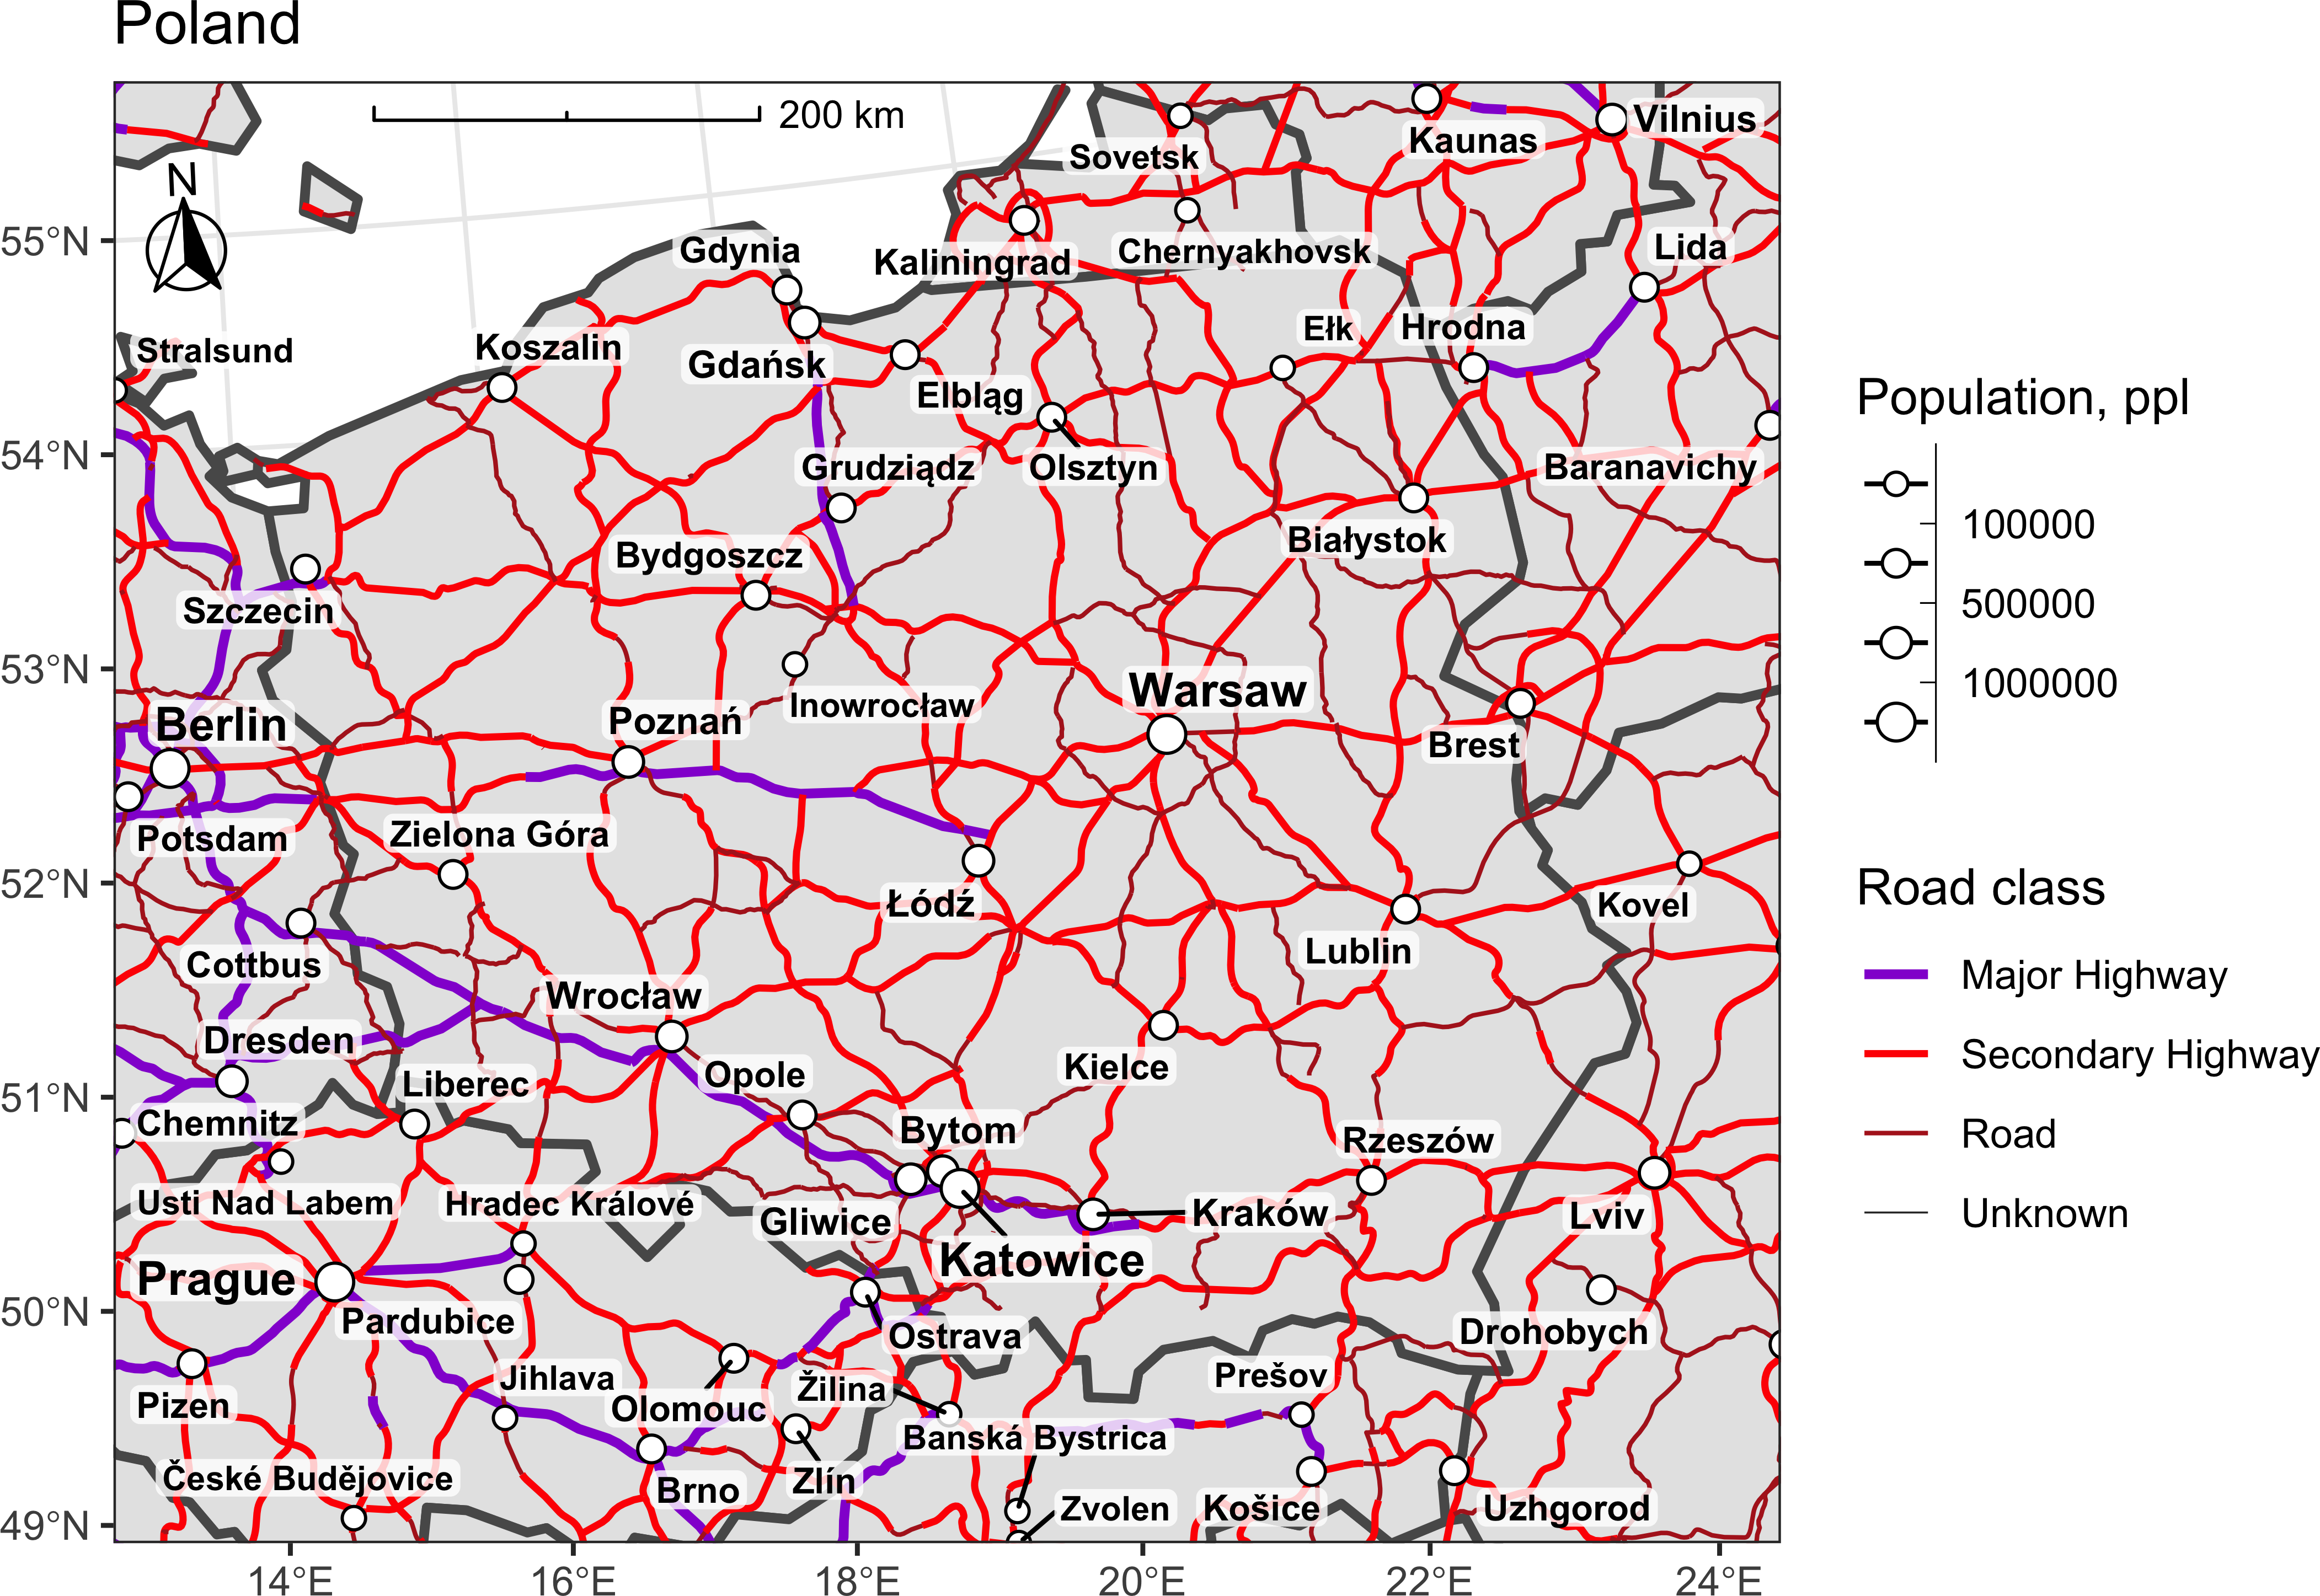 Poland
200 km
N
Vilnius
Kaunas
Sovetsk
55°N
Gdynia
Kaliningrad
Chernyakhovsk
Lida
Stralsund
Koszalin
Gdańsk
Ełk
Hrodna
Elbląg
54°N
Grudziądz
Olsztyn
Baranavichy
Bydgoszcz
Białystok
Szczecin
53°N
Inowrocław
Warsaw
Berlin
Poznań
Brest
Potsdam
Zielona Góra
52°N
Łódź
Kovel
Cottbus
Lublin
Wrocław
Dresden
Opole
Kielce
51°N
Liberec
Chemnitz
Bytom
Rzeszów
Usti Nad Labem
Hradec Králové
Gliwice
Kraków
Lviv
Prague
Katowice
50°N
Pardubice
Ostrava
Drohobych
Pizen
Jihlava
Olomouc
Žilina
Prešov
Banská Bystrica
České Budějovice
Brno
Zlín
Zvolen
Košice
Uzhgorod
49°N
14°E
16°E
18°E
20°E
22°E
24°E
Population, ppl
100000
500000
1000000
Road class
Major Highway
Secondary Highway
Road
Unknown